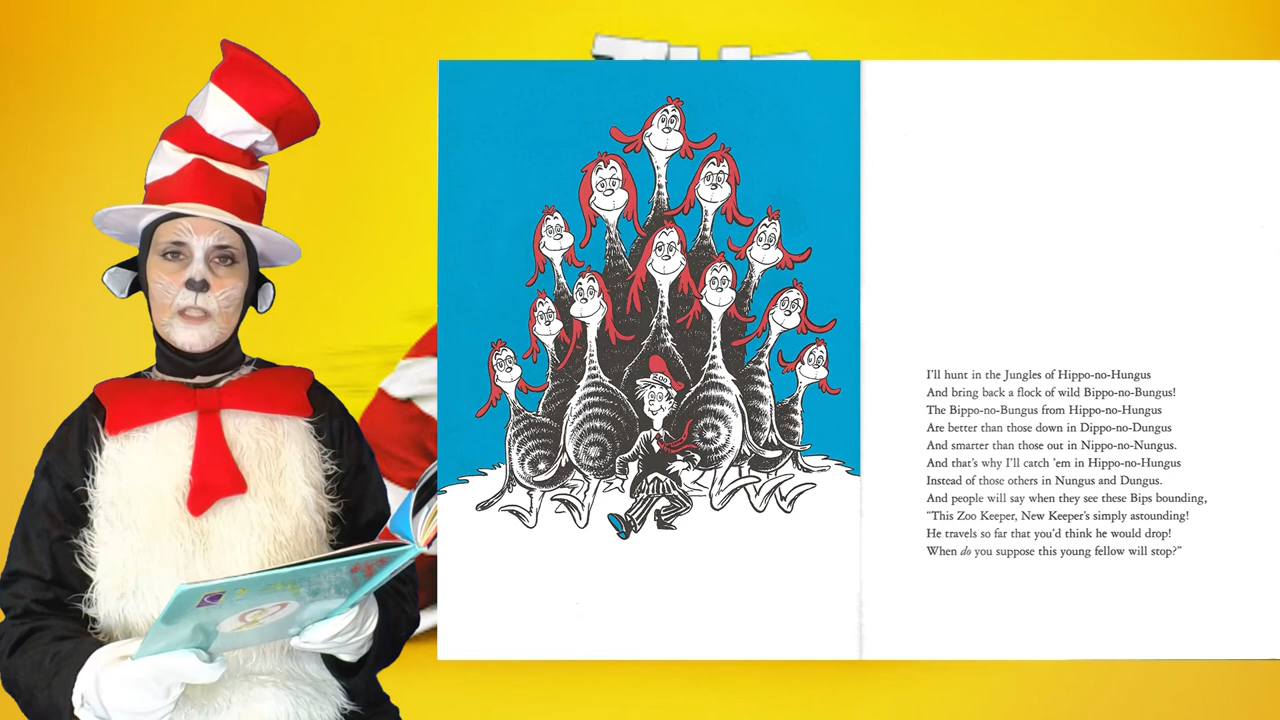 ZOO
I'll hunt in the Jungles of Hippo-no-Hungus
And bring back a flock of wild Bippo-no-Bungus!
The Bippo-no-Bungus from Hippo-no-Hungus
Are better than those down in Dippo-no-Dungus
And smarter than those out in Nippo-no-Nungus.
And that's why I'll catch 'em in Hippo-no-Hungus
Instead of those others in Nungus and Dungus.
And people will say when they see these Bips bounding,
"This Zoo Keeper, New Keeper's simply astounding!
He travels so far that you'd think he would drop!
When do you suppose this young fellow will stop?"